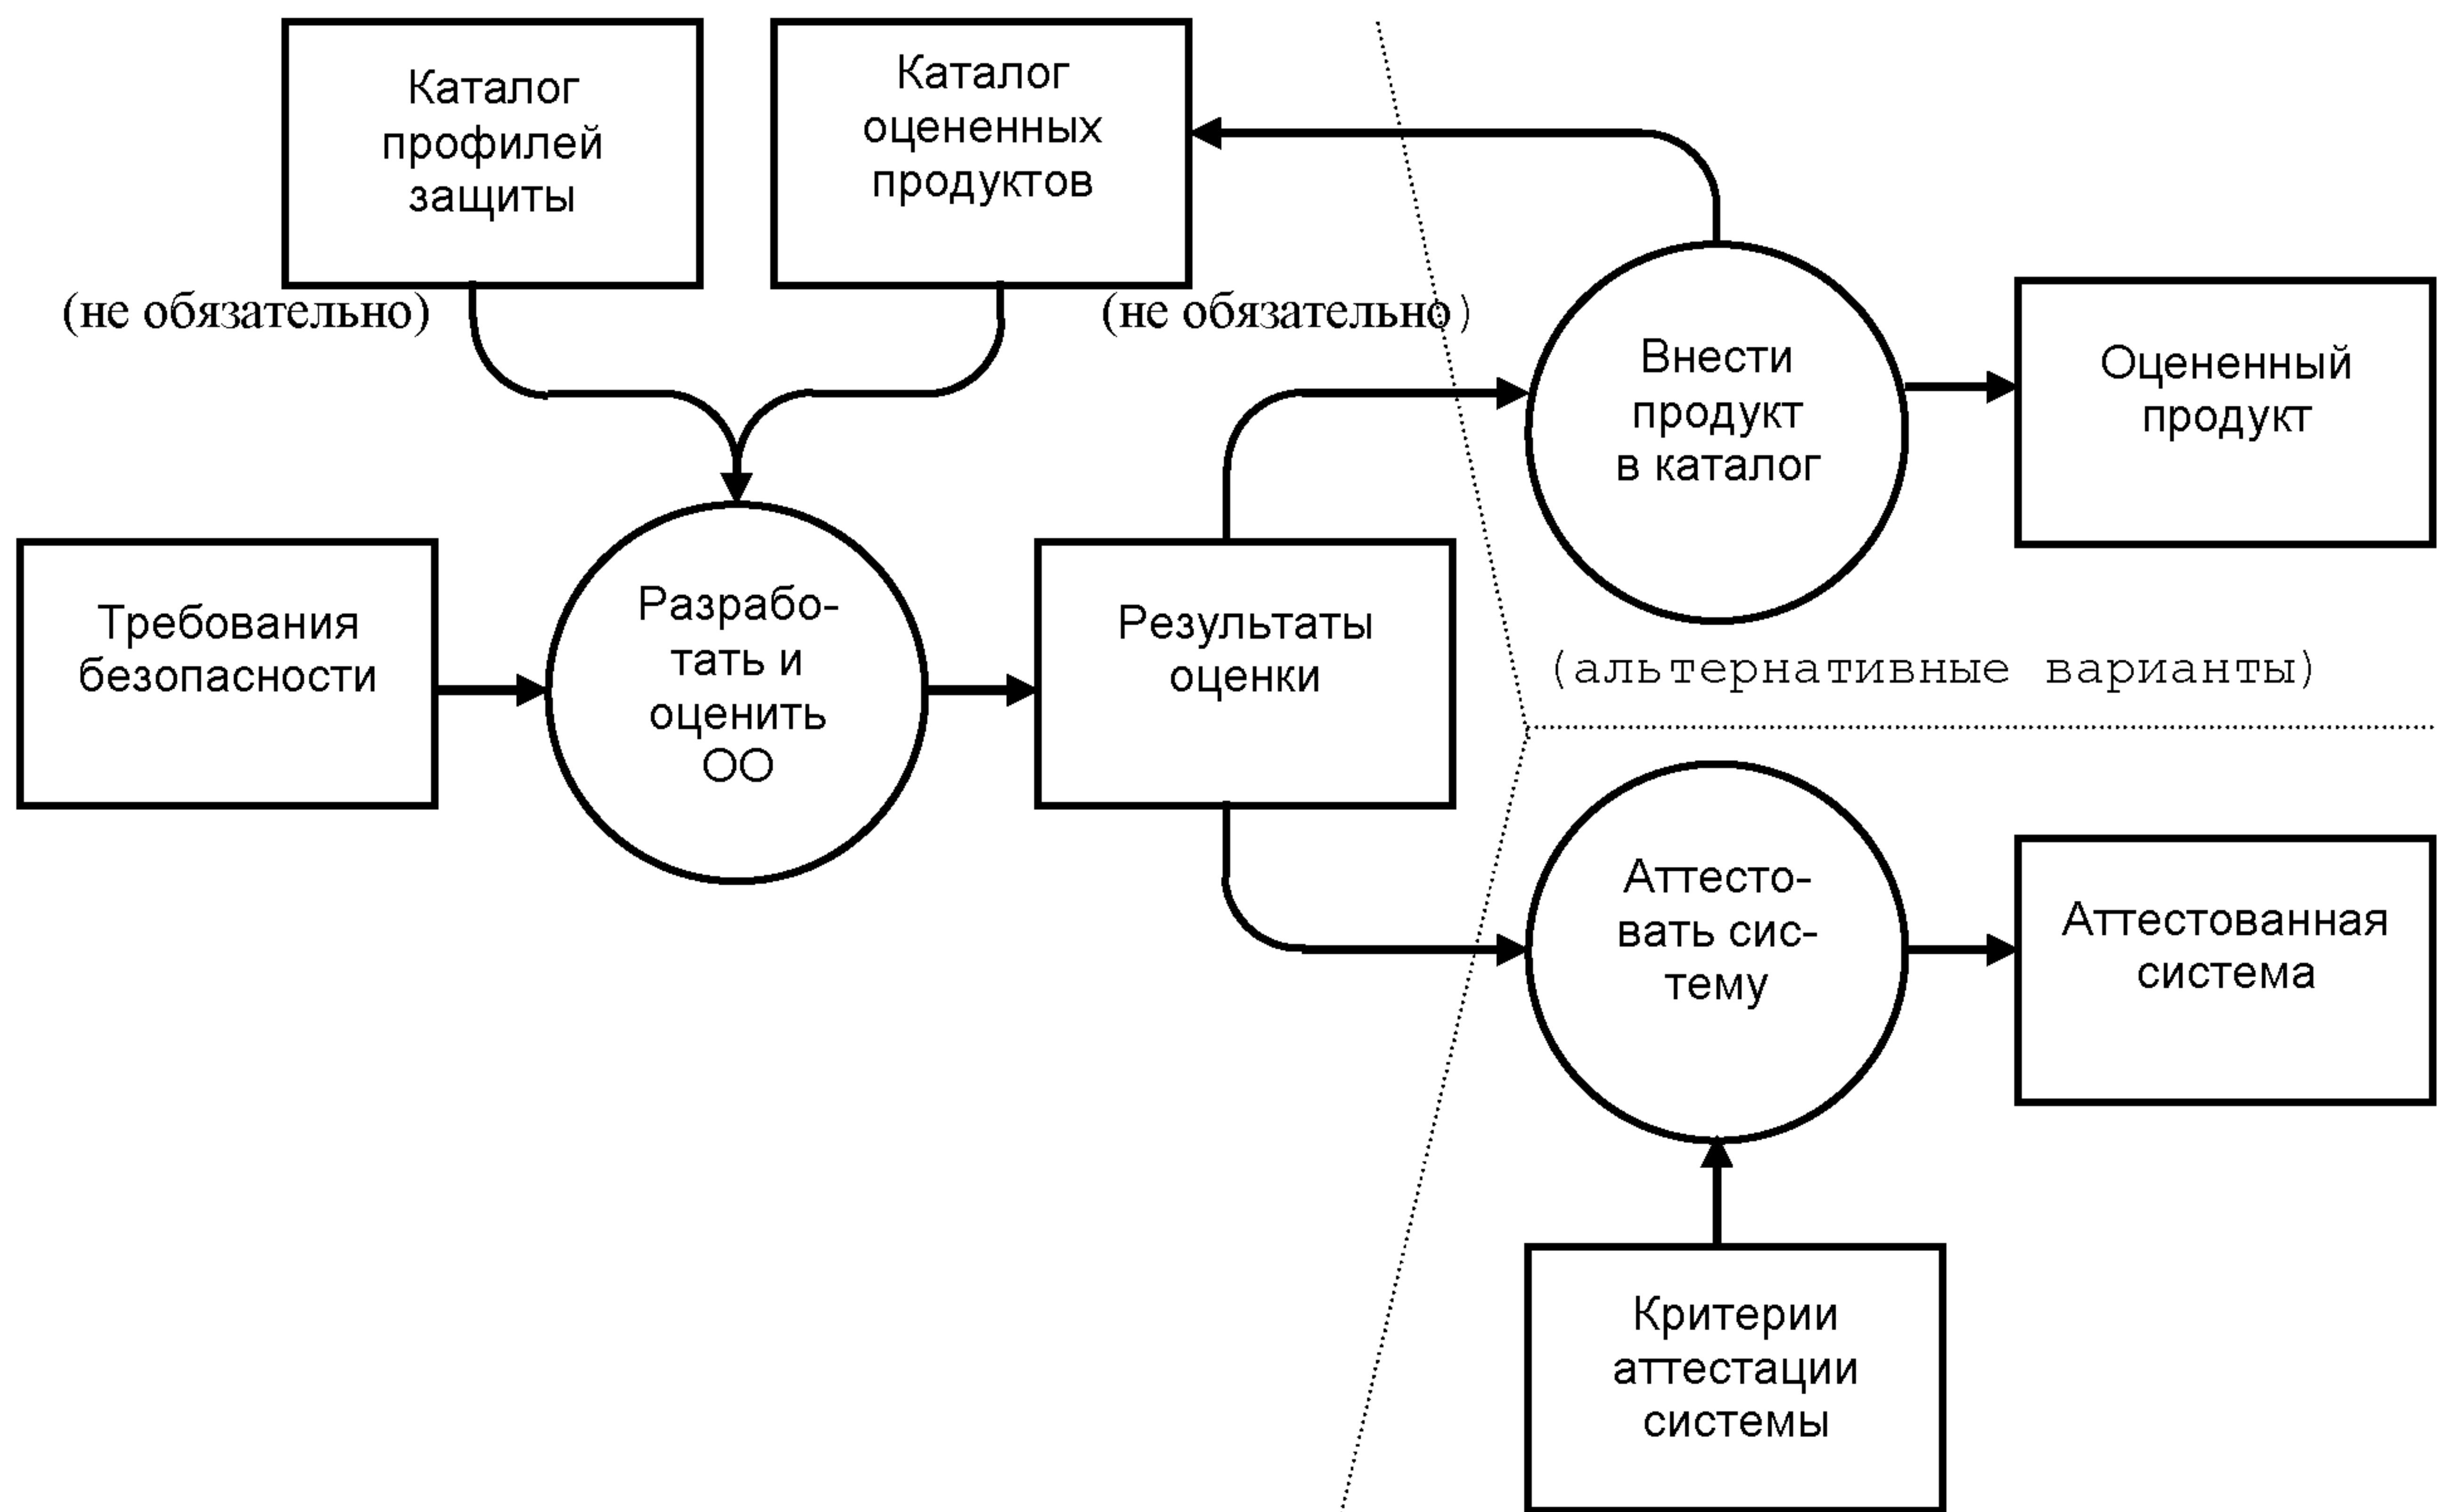 Каталог
профилей
защиты
Каталог
оцененных
продуктов
(не обязательно)
(не обязательно)
Внести
продукт
в каталог
Оцененный
продукт
Требования
безопасности
Разрабо-
тать и
оценить
ОО
Результаты
оценки
(альтернативные варианты)
Аттесто-
вать сис-
тему
Аттестованная
система
Критерии
аттестации
системы